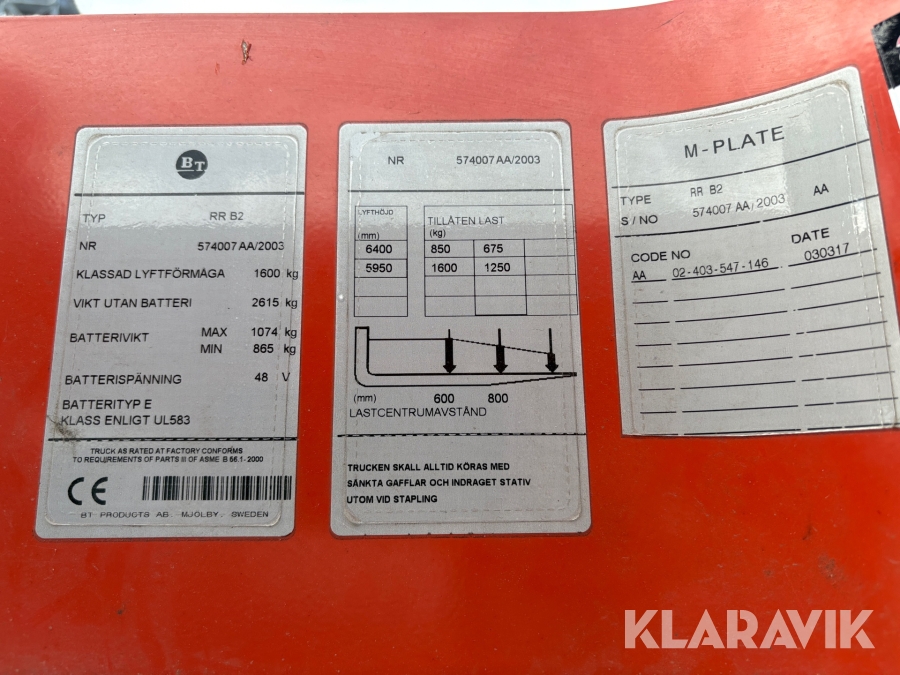 BT
TYP RR B2
NR 574007 AA/2003
KLASSAD LYFTFÖRMÅGA 1600 kg
VIKT UTAN BATTERI 2615 kg
BATTERIVIKT MAX 1074 kg
MIN 865 kg
BATTERISPÄNNING 48 V
BATTERITYP E
KLASS ENLIGT UL583
TRUCK AS RATED AT FACTORY CONFORMS
TO REQUIREMENTS OF PARTS III OF ASME B 56.1-2000
CE
BT PRODUCTS AB. MJÖLBY. SWEDEN
NR 574007 AA/2003
LYFTHÖJD TILLÅTEN LAST
(mm) (kg)
6400 850 675
5950 1600 1250
(mm) 600 800
LASTCENTRUMAVSTÅND
TRUCKEN SKALL ALLTID KÖRAS MED
SÄNKTA GAFFLAR OCH INDRAGET STATIV
UTOM VID STAPLING
M-PLATE
TYPE RR B2 AA
S / NO 574007 AA/2003
CODE NO DATE
AA 02-403-547-146 030317
KLARAVIK